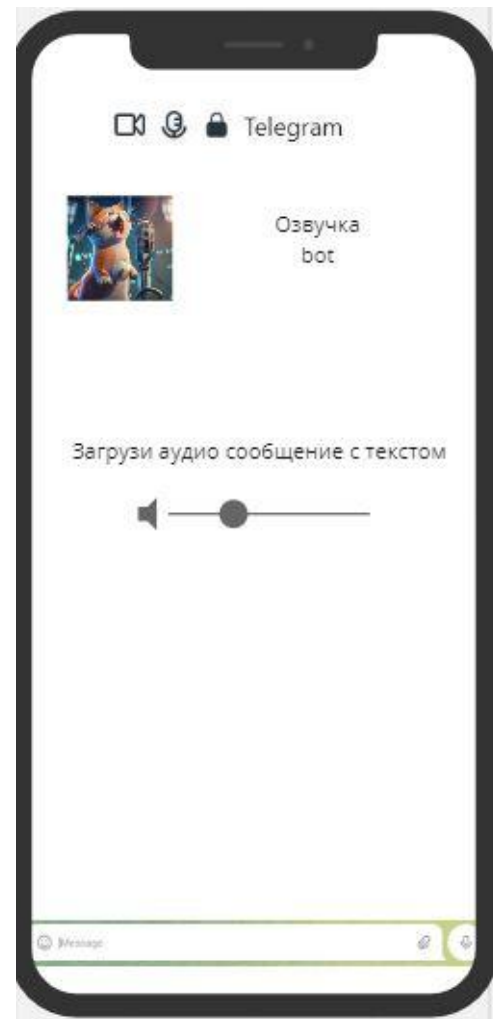 Telegram
Озвучка
bot
Загрузи аудио сообщение с текстом
Message